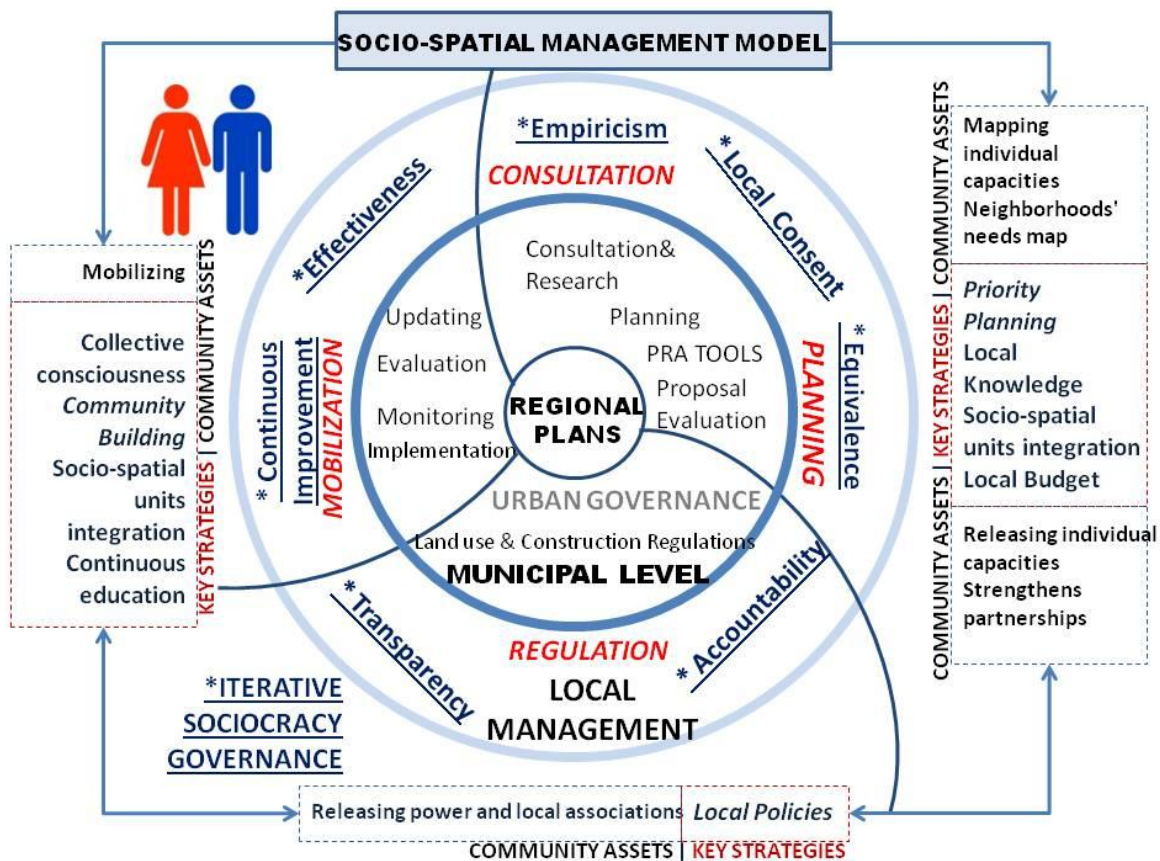 SOCIO-SPATIAL MANAGEMENT MODEL
*Empiricism
CONSULTATION
*Effectiveness
*Local Consent
Consultation&
Research
Updating
Planning
Evaluation
PRA TOOLS
Proposal
Evaluation
Monitoring
Implementation
REGIONAL
PLANS
URBAN GOVERNANCE
Land use & Construction Regulations
MUNICIPAL LEVEL
* Continuous
Improvement
MOBILIZATION
PLANNING
* Equivalence
* Transparency
* Accountability
REGULATION
LOCAL
MANAGEMENT
*ITERATIVE
SOCIOCRACY
GOVERNANCE
Mobilizing
Collective
consciousness
Community
Building
Socio-spatial
units
integration
Continuous
education
KEY STRATEGIES | COMMUNITY ASSETS
Mapping
individual
capacities
Neighborhoods'
needs map
Priority
Planning
Local
Knowledge
Socio-spatial
units integration
Local Budget
Releasing individual
capacities
Strengthens
partnerships
COMMUNITY ASSETS | KEY STRATEGIES | COMMUNITY ASSETS
Releasing power and local associations
Local Policies
COMMUNITY ASSETS | KEY STRATEGIES